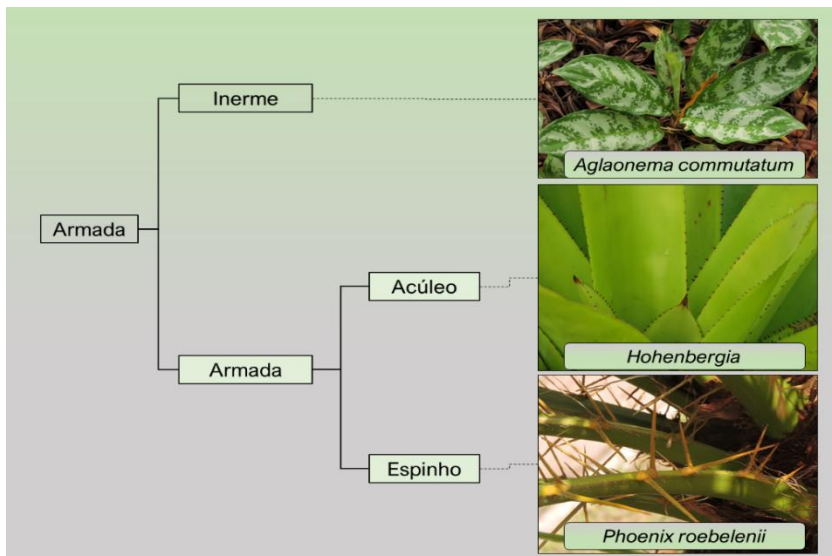 Inerme
Aglaonema commutatum
Armada
Acúleo
Hohenbergia
Armada
Espinho
Phoenix roebelenii